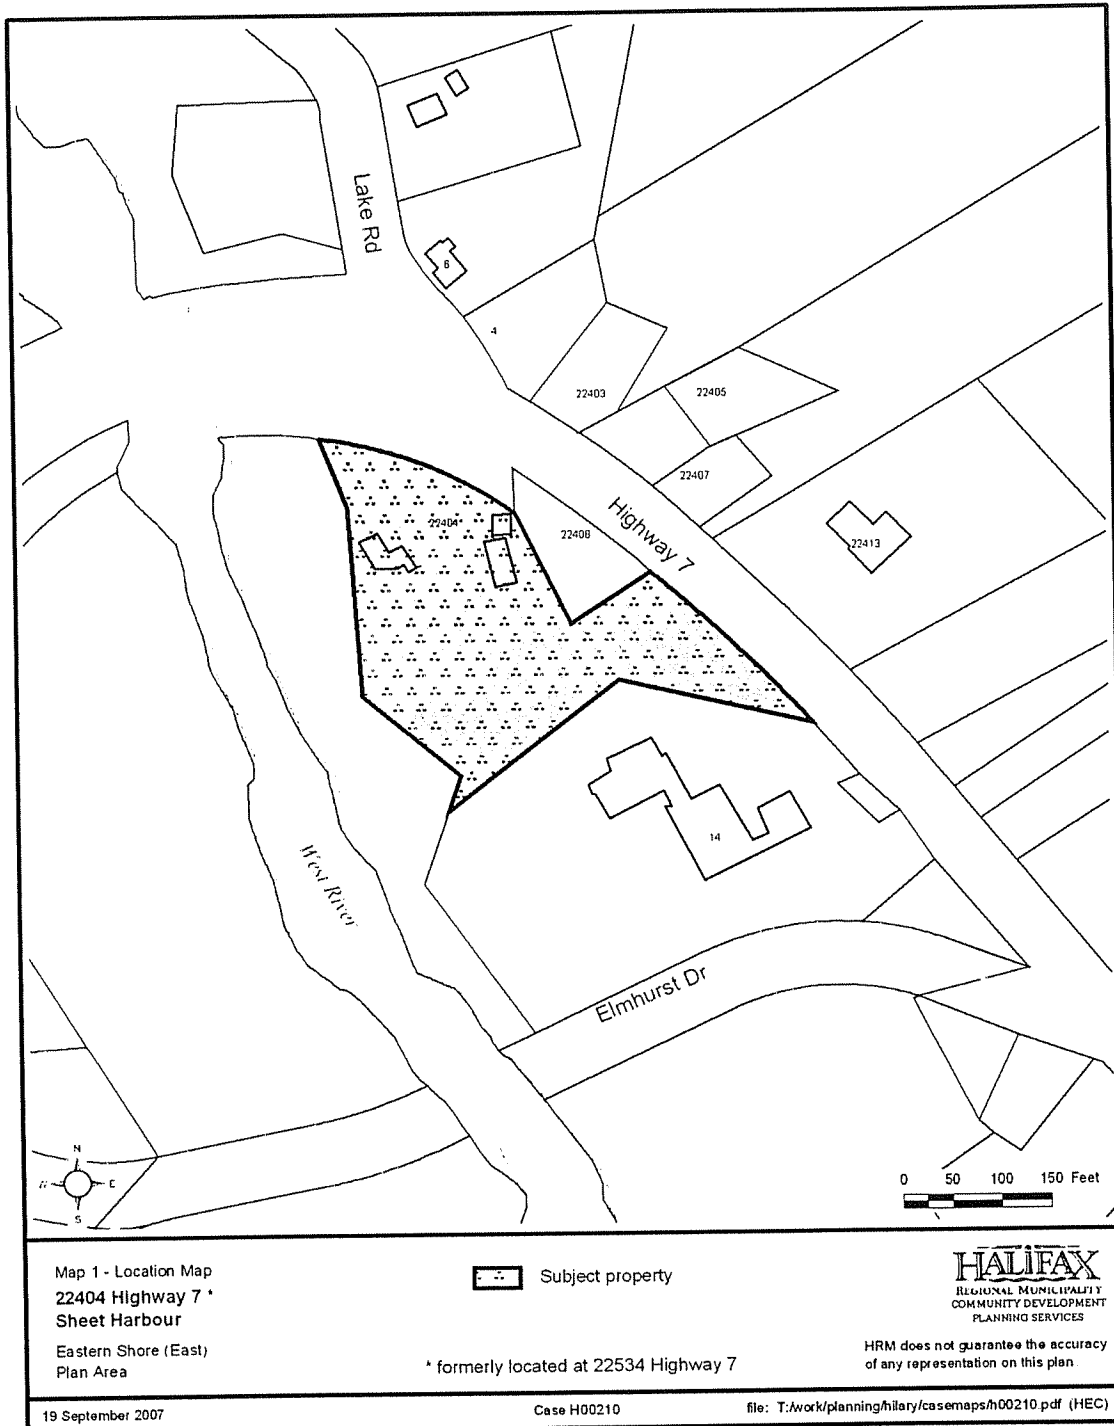 Lake Rd
6
4
22403
22405
22407
22404
22408
Highway 7
22413
14
West River
Elmhurst Dr
N
W
E
S
0 50 100 150 Feet
Map 1 - Location Map
22404 Highway 7 *
Sheet Harbour
Eastern Shore (East)
Plan Area
Subject property
* formerly located at 22534 Highway 7
HALIFAX
REGIONAL MUNICIPALITY
COMMUNITY DEVELOPMENT
PLANNING SERVICES
HRM does not guarantee the accuracy
of any representation on this plan.
19 September 2007
Case H00210
file: T:/work/planning/hilary/casemaps/h00210.pdf (HEC)